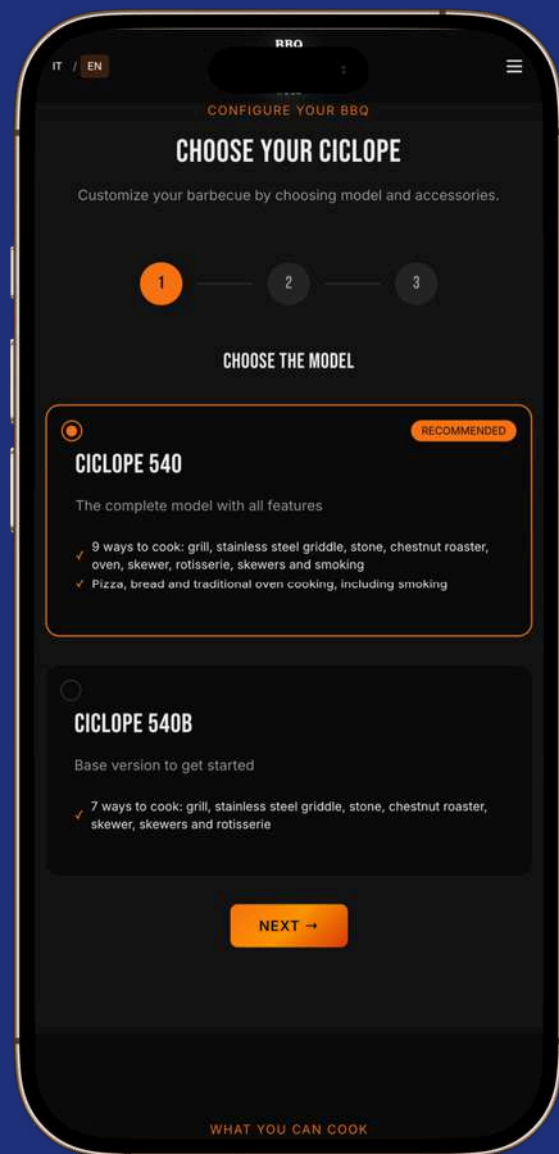 BBQ
IT / EN
CONFIGURE YOUR BBQ
CHOOSE YOUR CICLOPE
Customize your barbecue by choosing model and accessories.
1 2 3
CHOOSE THE MODEL
RECOMMENDED
CICLOPE 540
The complete model with all features
✓ 9 ways to cook: grill, stainless steel griddle, stone, chestnut roaster,
oven, skewer, rotisserie, skewers and smoking
✓ Pizza, bread and traditional oven cooking, including smoking
CICLOPE 540B
Base version to get started
✓ 7 ways to cook: grill, stainless steel griddle, stone, chestnut roaster,
skewer, skewers and rotisserie
NEXT →
WHAT YOU CAN COOK